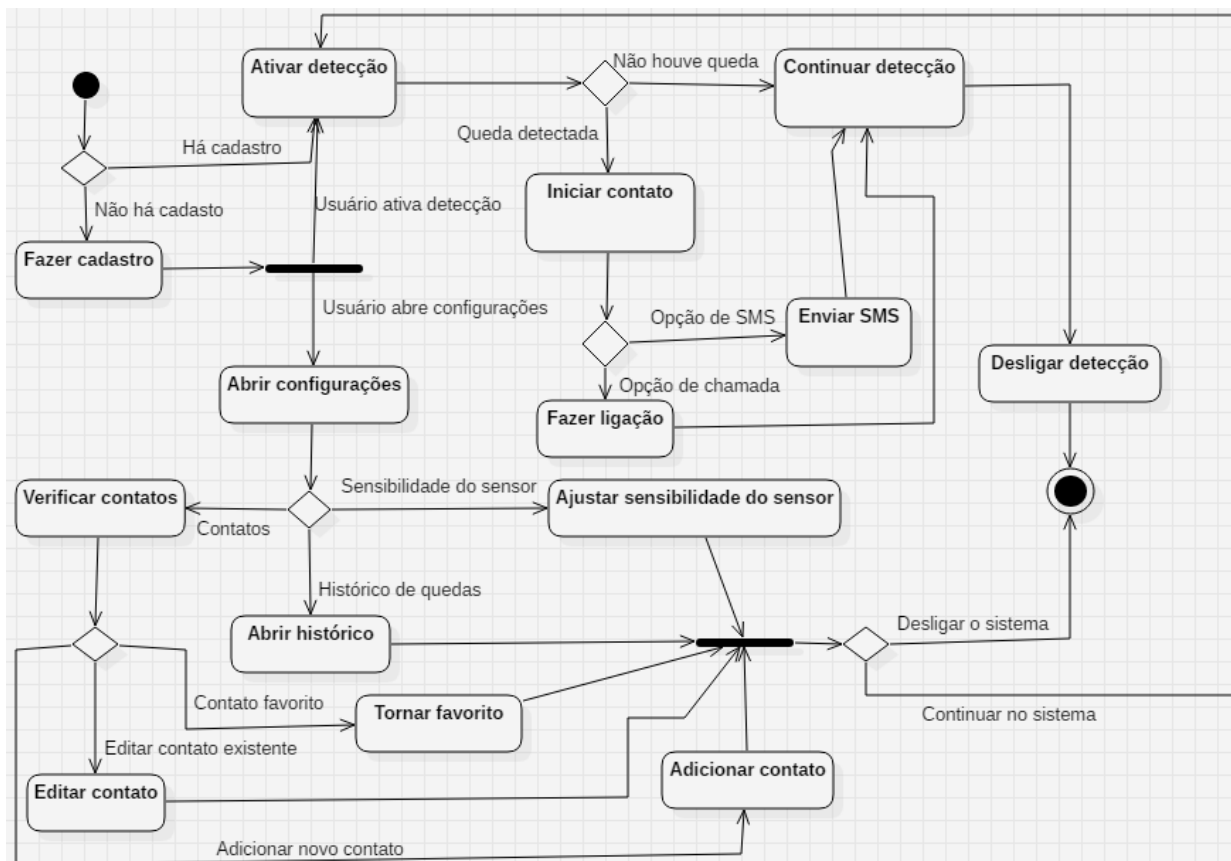 Ativar detecção
Não houve queda
Continuar detecção
Queda detectada
Há cadastro
Iniciar contato
Usuário ativa detecção
Não há cadasto
Fazer cadastro
Usuário abre configurações
Opção de SMS
Enviar SMS
Abrir configurações
Opção de chamada
Desligar detecção
Fazer ligação
Verificar contatos
Sensibilidade do sensor
Ajustar sensibilidade do sensor
Contatos
Histórico de quedas
Abrir histórico
Desligar o sistema
Contato favorito
Tornar favorito
Continuar no sistema
Editar contato existente
Editar contato
Adicionar contato
Adicionar novo contato